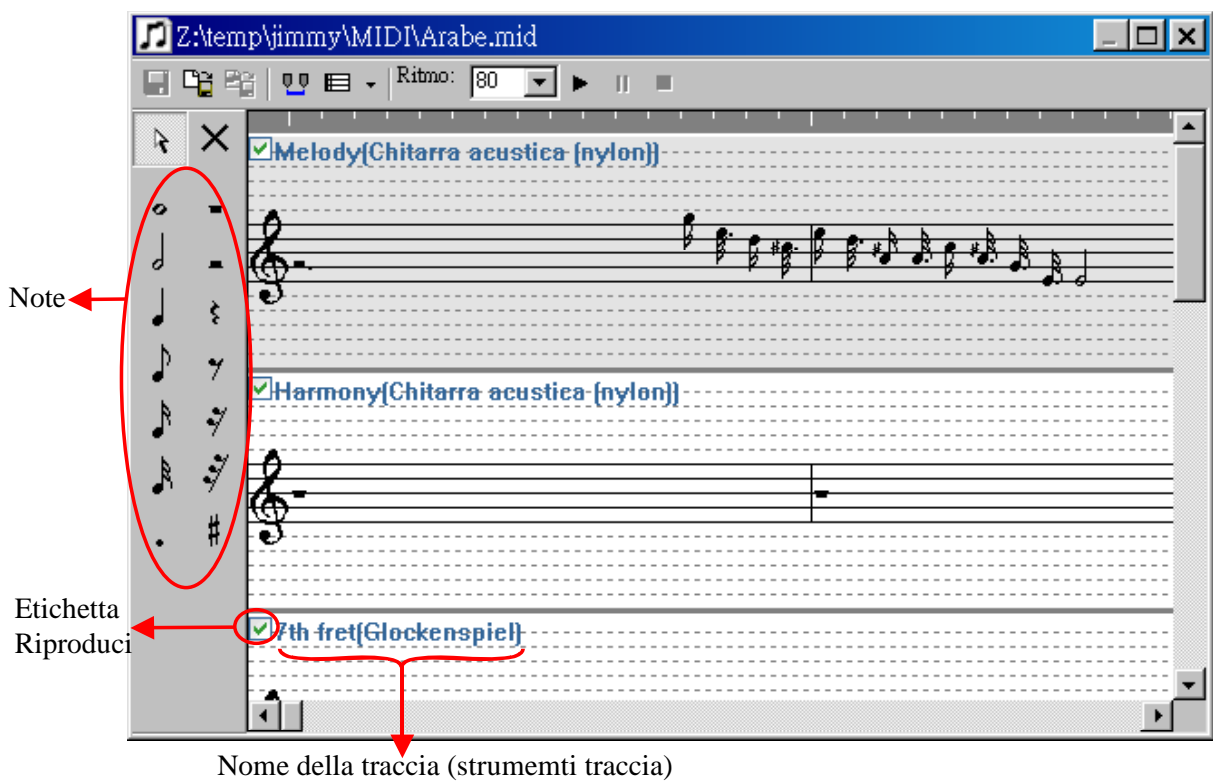 Z:\temp\jimmy\MIDI\Arabe.mid
Ritmo: 80
Melody(Chitarra acustica (nylon))
Note
Harmony(Chitarra acustica (nylon))
Etichetta
Riproduci
7th fret(Glockenspiel)
Nome della traccia (strumemti traccia)